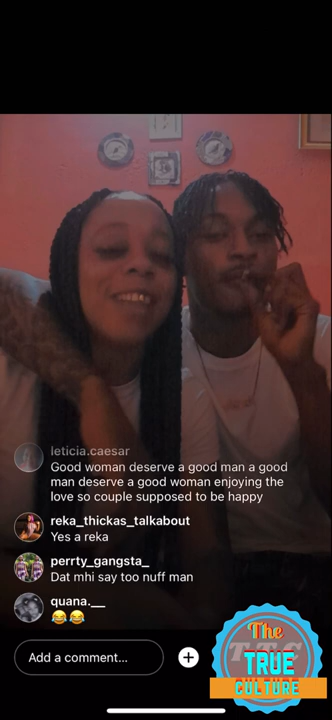 leticia.caesar
Good woman deserve a good man a good
man deserve a good woman enjoying the
love so couple supposed to be happy
reka_thickas_talkabout
Yes a reka
perrty_gangsta_
Dat mhi say too nuff man
quana.__
😂😂
Add a comment...
The
TTC
TRUE
CULTURE